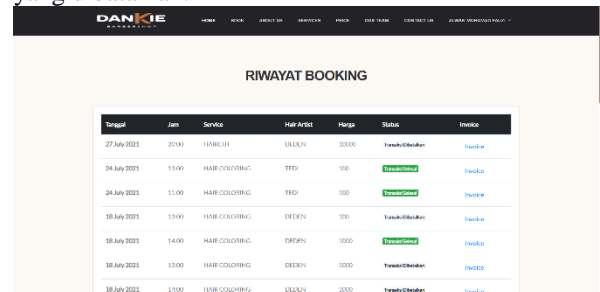 DANKIE
BARBERSHOP
HOME BOOK ABOUT US SERVICES PRICE OUR TEAM CONTACT US
RIWAYAT BOOKING
Tanggal Jam Service Hair Artist Harga Status Invoice
27 July 2021 20:00 HAIRCUT DEDEN 10000 Transaksi Dibatalkan Invoice
24 July 2021 13:00 HAIR COLORING TEDI 100 Transaksi Selesai Invoice
24 July 2021 11:00 HAIR COLORING TEDI 100 Transaksi Selesai Invoice
18 July 2021 13:00 HAIR COLORING DEDEN 100 Transaksi Dibatalkan Invoice
18 July 2021 14:00 HAIR COLORING DEDEN 1000 Transaksi Selesai Invoice
18 July 2021 13:00 HAIR COLORING DEDEN 1000 Transaksi Dibatalkan Invoice
18 July 2021 14:00 HAIR COLORING DEDEN 1000 Transaksi Dibatalkan Invoice